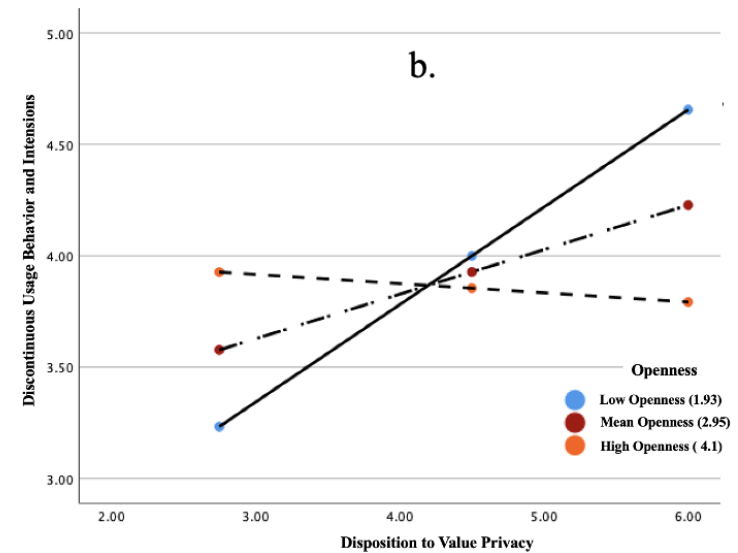 b.
5.00
4.50
4.00
3.50
3.00
Discontinuous Usage Behavior and Intensions
2.00 3.00 4.00 5.00 6.00
Disposition to Value Privacy
Openness
Low Openness (1.93)
Mean Openness (2.95)
High Openness ( 4.1)